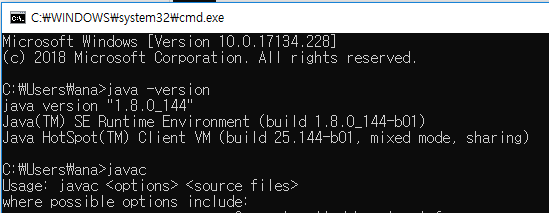 C:₩WINDOWS₩system32₩cmd.exe
Microsoft Windows [Version 10.0.17134.228]
(c) 2018 Microsoft Corporation. All rights reserved.
C:₩Users₩ana>java -version
java version "1.8.0_144"
Java(TM) SE Runtime Environment (build 1.8.0_144-b01)
Java HotSpot(TM) Client VM (build 25.144-b01, mixed mode, sharing)
C:₩Users₩ana>javac
Usage: javac <options> <source files>
where possible options include: